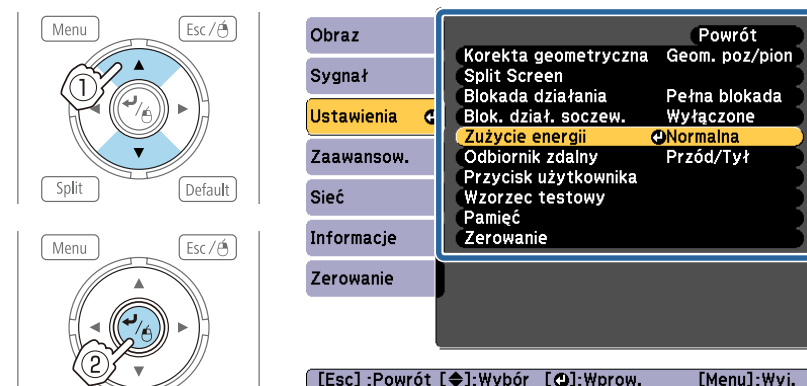 Menu
Esc/
1
Split
Default
Menu
Esc/
2
Obraz
Sygnał
Ustawienia
Zaawansow.
Sieć
Informacje
Zerowanie
Powrót
Korekta geometryczna Geom. poz/pion
Split Screen
Blokada działania Pełna blokada
Blok. dział. soczew. Wyłączone
Zużycie energii Normalna
Odbiornik zdalny Przód/Tył
Przycisk użytkownika
Wzorzec testowy
Pamięć
Zerowanie
[Esc] :Powrót [ ]:Wybór [ ]:Wprow. [Menu]:Wyj.